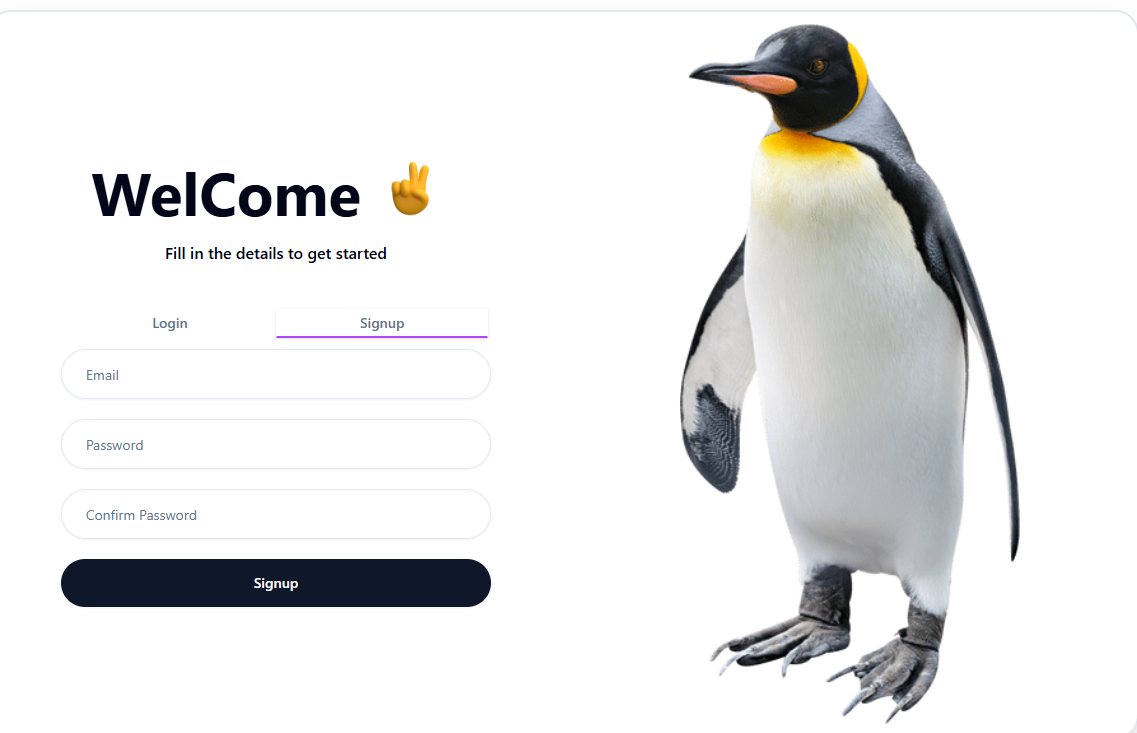 WelCome ✌
Fill in the details to get started
Login Signup
Email
Password
Confirm Password
Signup